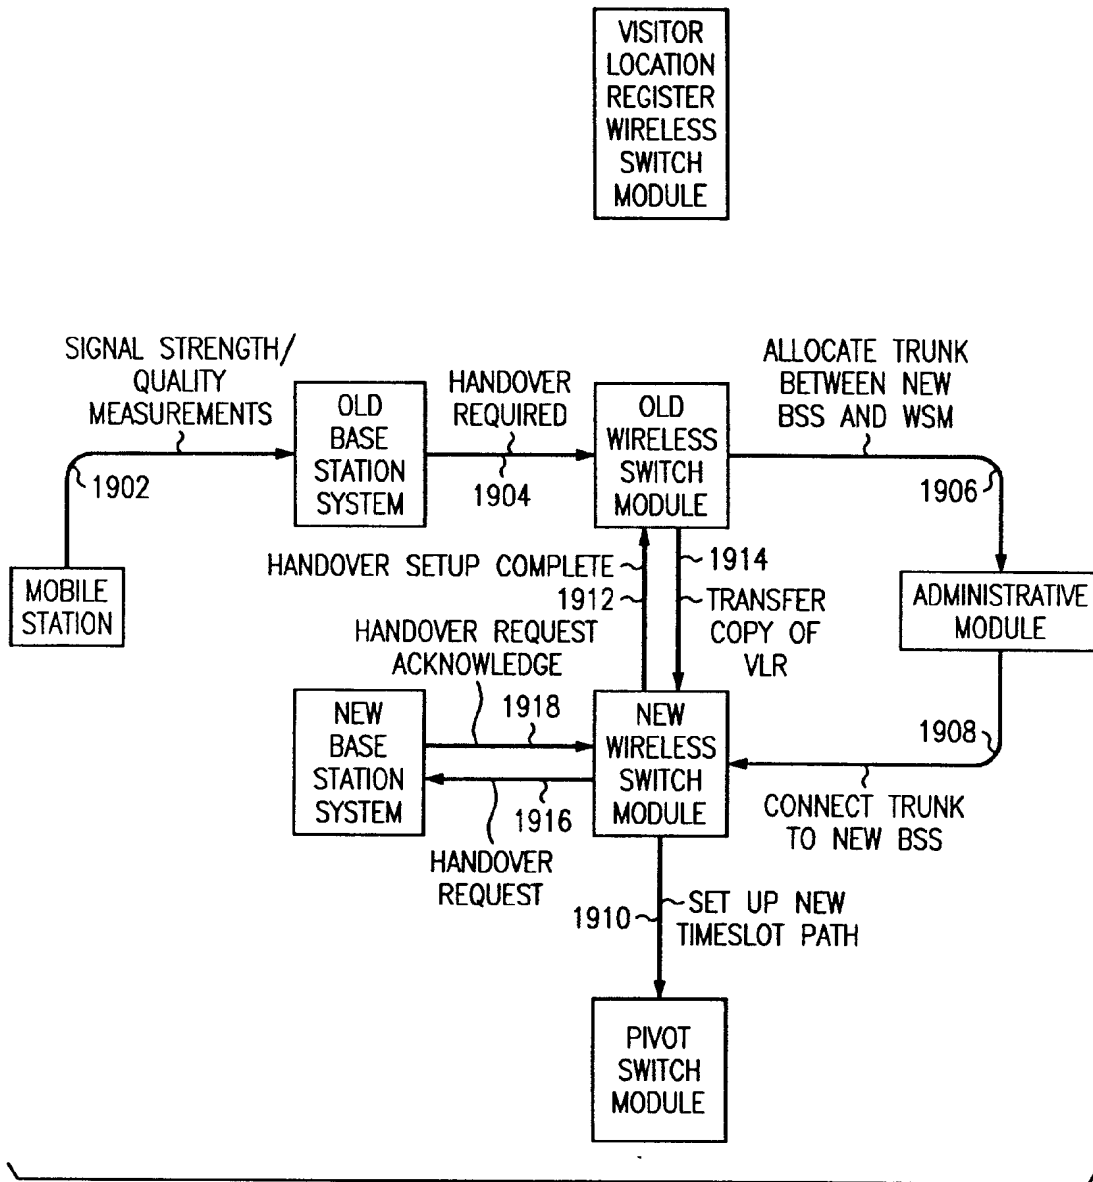 VISITOR
LOCATION
REGISTER
WIRELESS
SWITCH
MODULE
SIGNAL STRENGTH/
QUALITY
MEASUREMENTS
1902
MOBILE
STATION
OLD
BASE
STATION
SYSTEM
HANDOVER
REQUIRED
1904
OLD
WIRELESS
SWITCH
MODULE
ALLOCATE TRUNK
BETWEEN NEW
BSS AND WSM
1906
ADMINISTRATIVE
MODULE
HANDOVER SETUP COMPLETE
1912
1914
TRANSFER
COPY OF
VLR
HANDOVER REQUEST
ACKNOWLEDGE
1918
NEW
BASE
STATION
SYSTEM
1916
HANDOVER
REQUEST
NEW
WIRELESS
SWITCH
MODULE
1908
CONNECT TRUNK
TO NEW BSS
1910
SET UP NEW
TIMESLOT PATH
PIVOT
SWITCH
MODULE